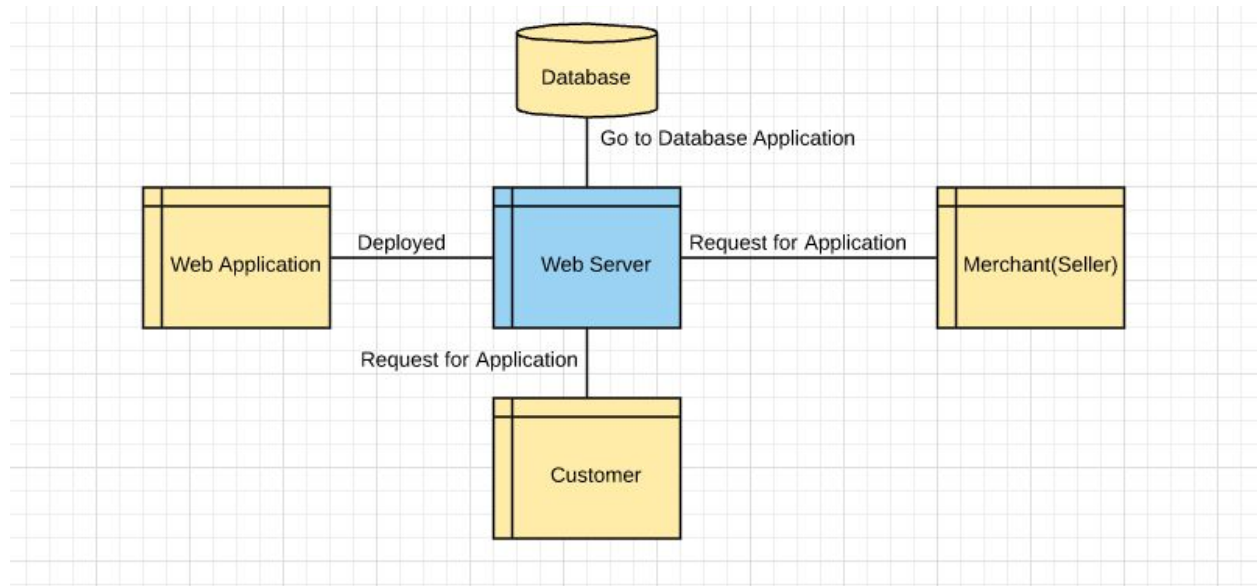 Database
Go to Database Application
Web Application
Deployed
Web Server
Request for Application
Merchant(Seller)
Request for Application
Customer